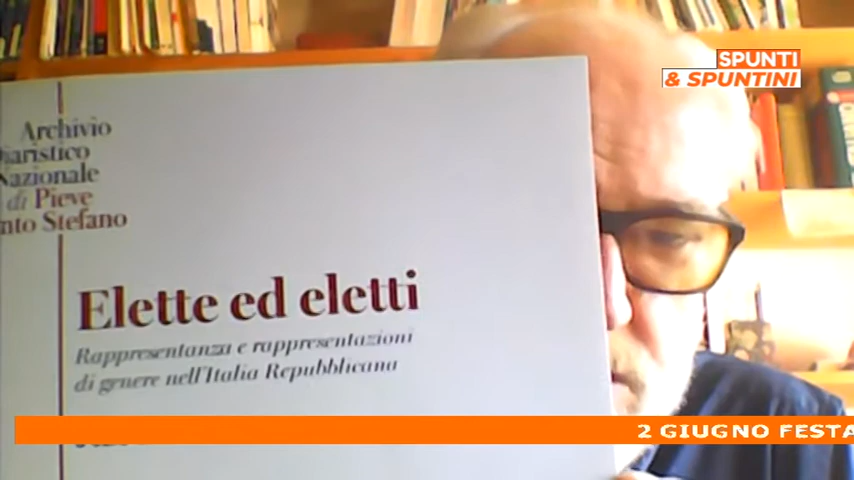 SPUNTI
& SPUNTINI
Archivio
Diaristico
Nazionale
di Pieve
nto Stefano
Elette ed eletti
Rappresentanza e rappresentazioni
di genere nell'Italia Repubblicana
2 GIUGNO FESTA